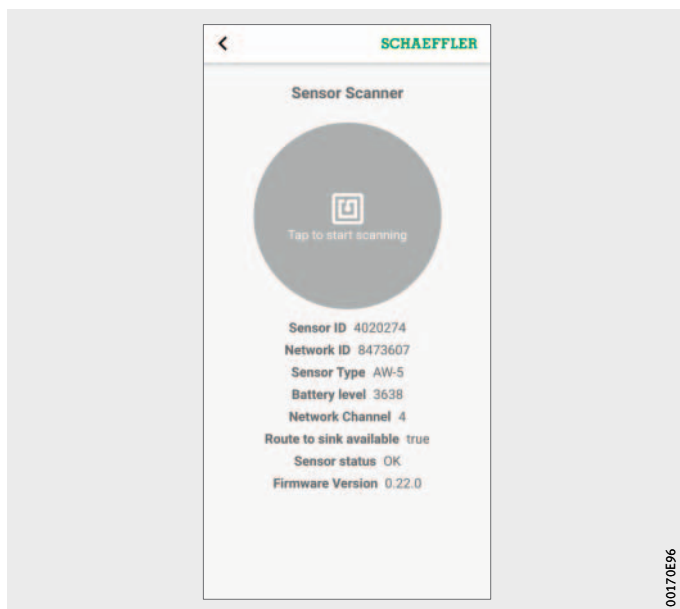 SCHAEFFLER
Sensor Scanner
Tap to start scanning
Sensor ID 4020274
Network ID 8473607
Sensor Type AW-5
Battery level 3638
Network Channel 4
Route to sink available true
Sensor status OK
Firmware Version 0.22.0
00170E96